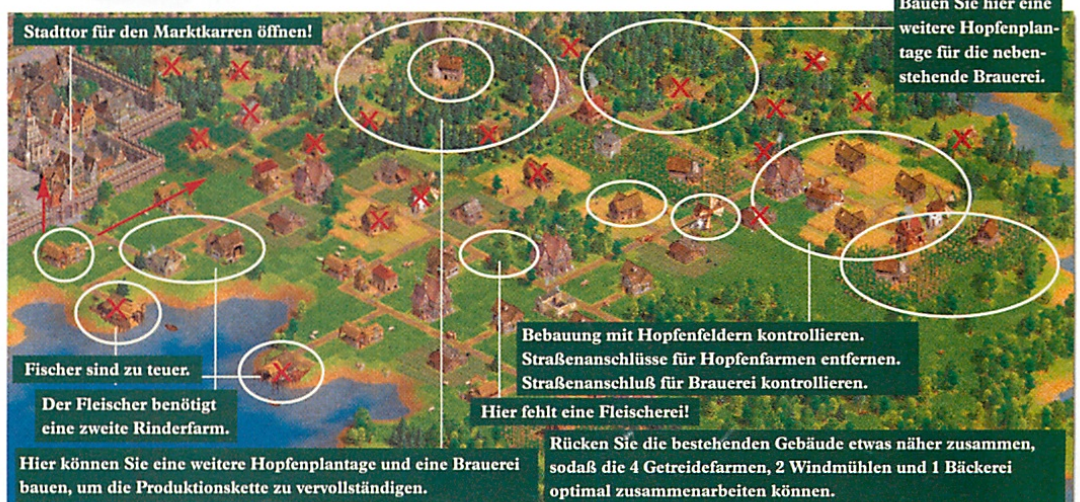 Stadttor für den Marktkarren öffnen!
Bauen Sie hier eine
weitere Hopfenplan-
tage für die neben-
stehende Brauerei.
Fischer sind zu teuer.
Der Fleischer benötigt
eine zweite Rinderfarm.
Bebauung mit Hopfenfeldern kontrollieren.
Straßenanschlüsse für Hopfenfarmen entfernen.
Straßenanschluß für Brauerei kontrollieren.
Hier fehlt eine Fleischerei!
Hier können Sie eine weitere Hopfenplantage und eine Brauerei
bauen, um die Produktionskette zu vervollständigen.
Rücken Sie die bestehenden Gebäude etwas näher zusammen,
sodaß die 4 Getreidefarmen, 2 Windmühlen und 1 Bäckerei
optimal zusammenarbeiten können.